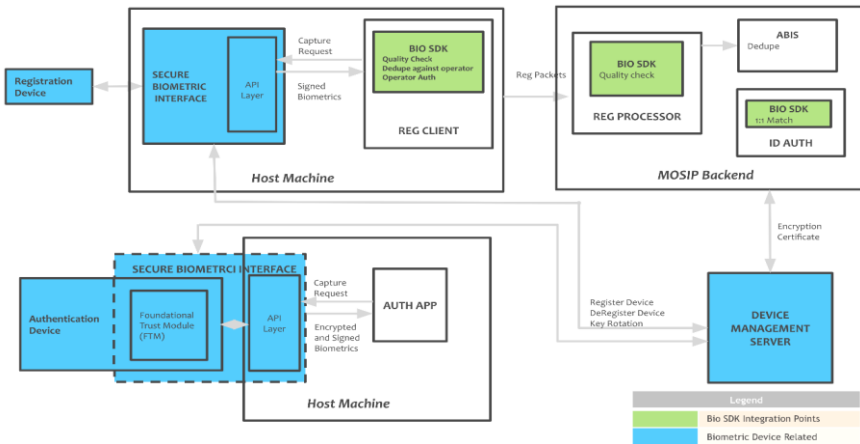 Registration
Device
SECURE
BIOMETRIC
INTERFACE
API
Layer
Capture
Request
Signed
Biometrics
BIO SDK
Quality Check
Dedupe against operator
Operator Auth
REG CLIENT
Host Machine
Reg Packets
BIO SDK
Quality check
REG PROCESSOR
ABIS
Dedupe
BIO SDK
1:1 Match
ID AUTH
MOSIP Backend
Encryption
Certificate
SECURE BIOMETRCI INTERFACE
Authentication
Device
Foundational
Trust Module
(FTM)
API
Layer
Capture
Request
Encrypted
and Signed
Biometrics
AUTH APP
Host Machine
Register Device
DeRegister Device
Key Rotation
DEVICE
MANAGEMENT
SERVER
Legend
Bio SDK Integration Points
Biometric Device Related